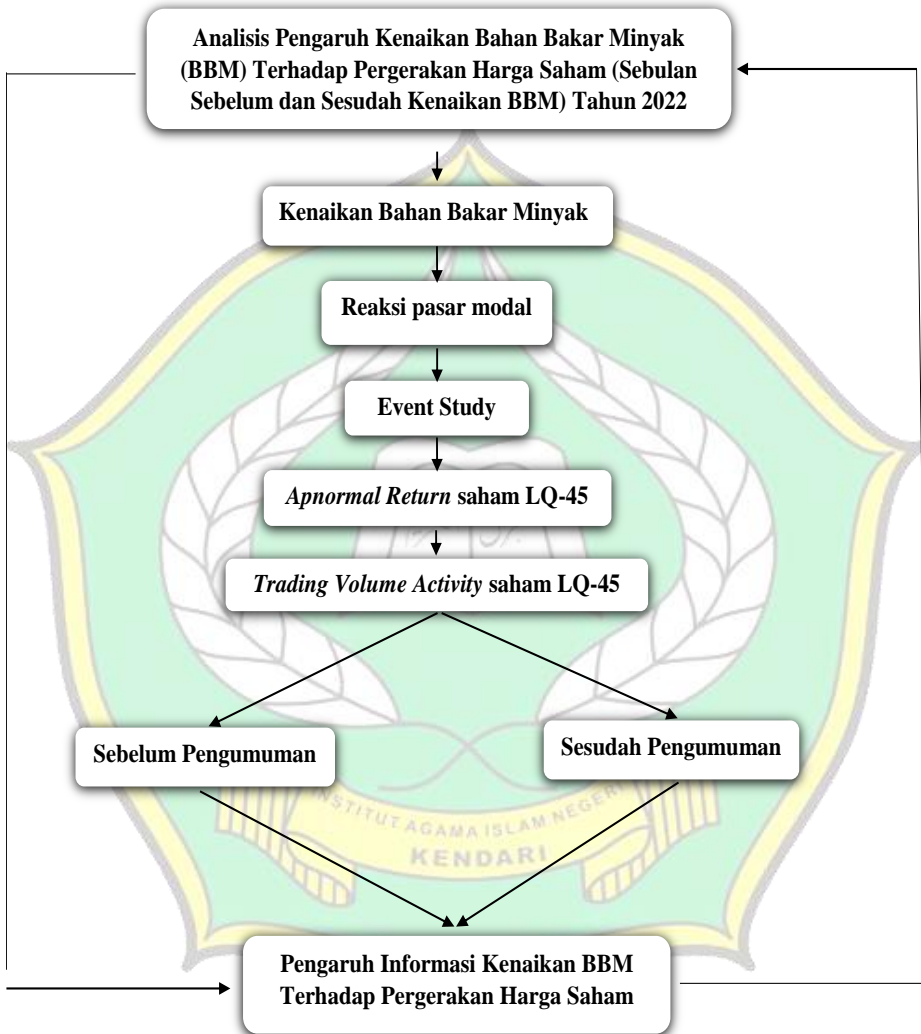 Analisis Pengaruh Kenaikan Bahan Bakar Minyak
(BBM) Terhadap Pergerakan Harga Saham (Sebulan
Sebelum dan Sesudah Kenaikan BBM) Tahun 2022
Kenaikan Bahan Bakar Minyak
Reaksi pasar modal
Event Study
Apnormal Return saham LQ-45
Trading Volume Activity saham LQ-45
Sebelum Pengumuman
Sesudah Pengumuman
INSTITUT AGAMA ISLAM NEGERI
KENDARI
Pengaruh Informasi Kenaikan BBM
Terhadap Pergerakan Harga Saham